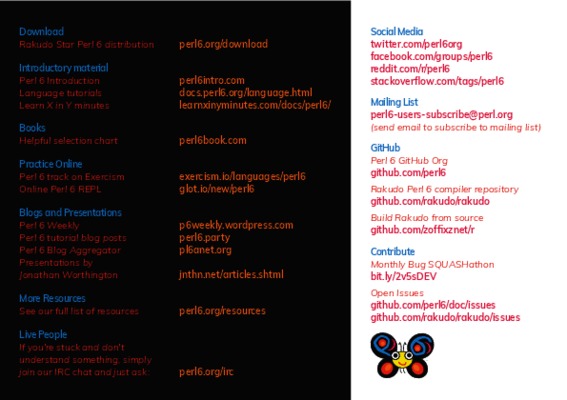 Download
Rakudo Star Perl 6 distribution perl6.org/download
Introductory material
Perl 6 Introduction perl6intro.com
Language tutorials docs.perl6.org/language.html
Learn X in Y minutes learnxinyminutes.com/docs/perl6/
Books
Helpful selection chart perl6book.com
Practice Online
Perl 6 track on Exercism exercism.io/languages/perl6
Online Perl 6 REPL glot.io/new/perl6
Blogs and Presentations
Perl 6 Weekly p6weekly.wordpress.com
Perl 6 tutorial blog posts perl6.party
Perl 6 Blog Aggregator pl6anet.org
Presentations by
Jonathan Worthington jnthn.net/articles.shtml
More Resources
See our full list of resources perl6.org/resources
Live People
If you're stuck and don't
understand something, simply
join our IRC chat and just ask: perl6.org/irc
Social Media
twitter.com/perl6org
facebook.com/groups/perl6
reddit.com/r/perl6
stackoverflow.com/tags/perl6
Mailing List
perl6-users-subscribe@perl.org
(send email to subscribe to mailing list)
GitHub
Perl 6 GitHub Org
github.com/perl6
Rakudo Perl 6 compiler repository
github.com/rakudo/rakudo
Build Rakudo from source
github.com/zoffixznet/r
Contribute
Monthly Bug SQUASHathon
bit.ly/2v5sDEV
Open Issues
github.com/perl6/doc/issues
github.com/rakudo/rakudo/issues